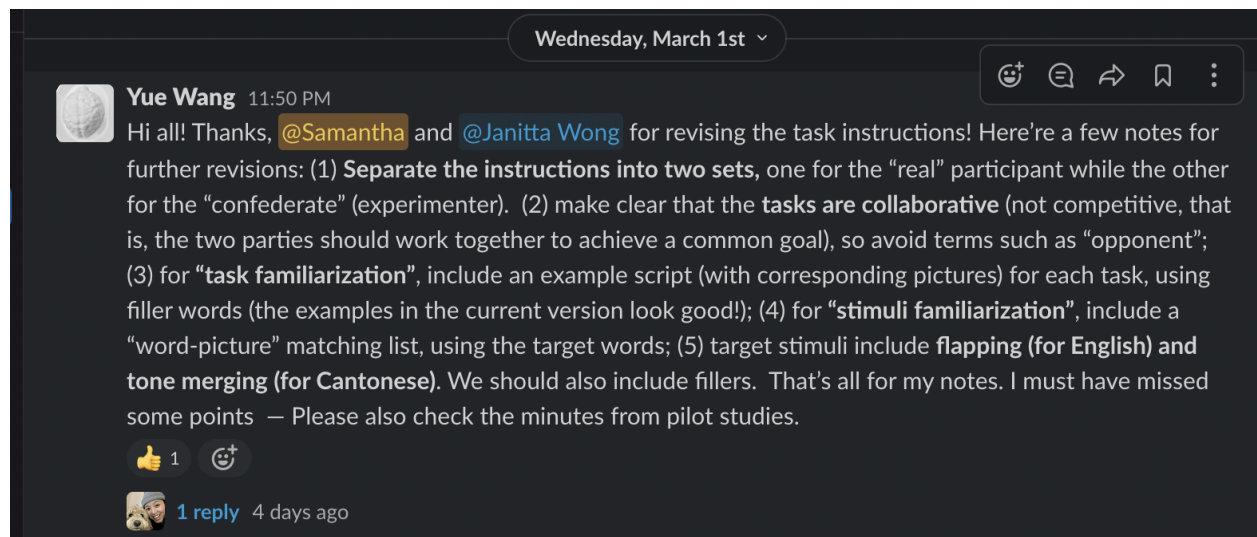 Wednesday, March 1st
Yue Wang 11:50 PM
Hi all! Thanks, @Samantha and @Janitta Wong for revising the task instructions! Here’re a few notes for
further revisions: (1) Separate the instructions into two sets, one for the “real” participant while the other
for the “confederate” (experimenter).  (2) make clear that the tasks are collaborative (not competitive, that
is, the two parties should work together to achieve a common goal), so avoid terms such as “opponent”;
(3) for “task familiarization”, include an example script (with corresponding pictures) for each task, using
filler words (the examples in the current version look good!); (4) for “stimuli familiarization”, include a
“word-picture” matching list, using the target words; (5) target stimuli include flapping (for English) and
tone merging (for Cantonese). We should also include fillers.  That’s all for my notes. I must have missed
some points  — Please also check the minutes from pilot studies.
1
1 reply 4 days ago